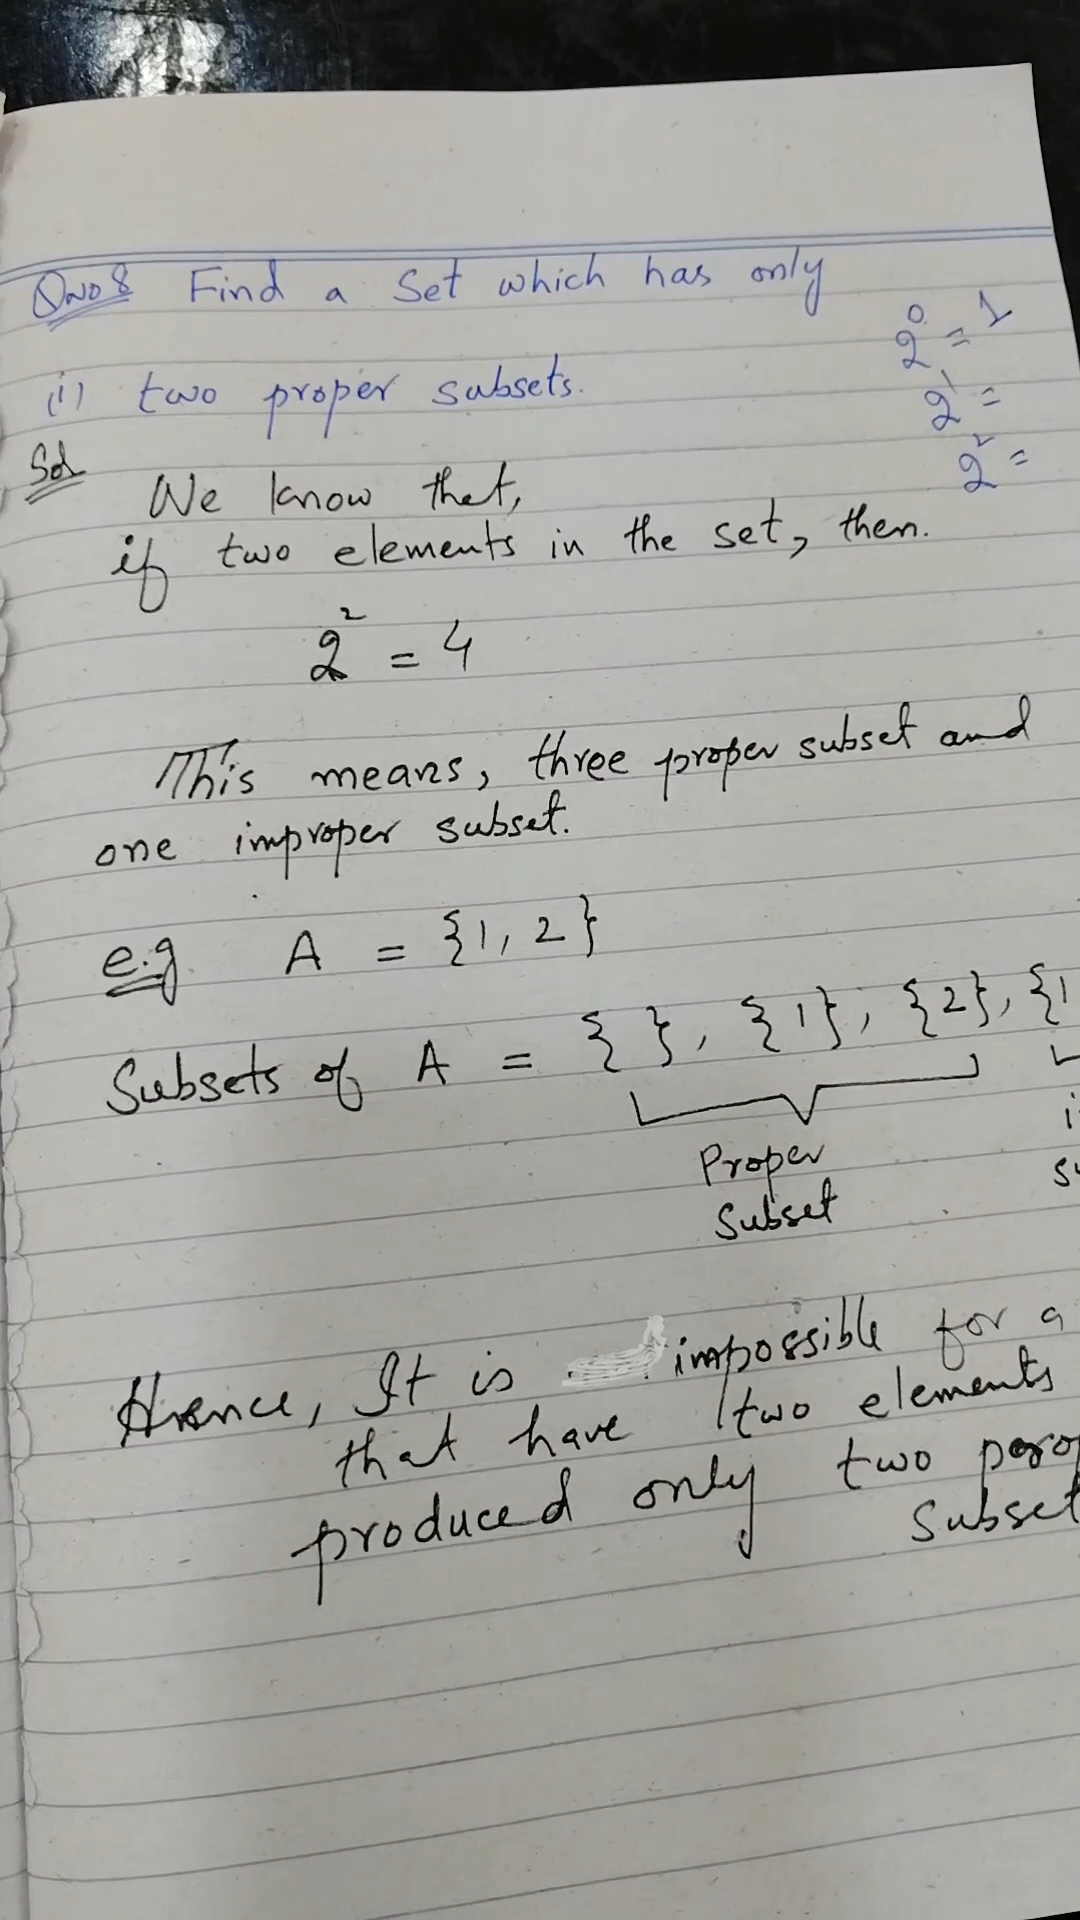 Q No 8 Find a Set which has only
(i) two proper subsets.
2⁰ = 1
2¹ =
2² =
Sol
We know that,
if two elements in the set, then.
2² = 4
This means, three proper subset and
one improper subset.
e.g A = {1, 2}
Subsets of A = { }, {1}, {2}, {1
Proper
Subset
Hence, It is impossible for a
that have two elements
produced only two
Subset